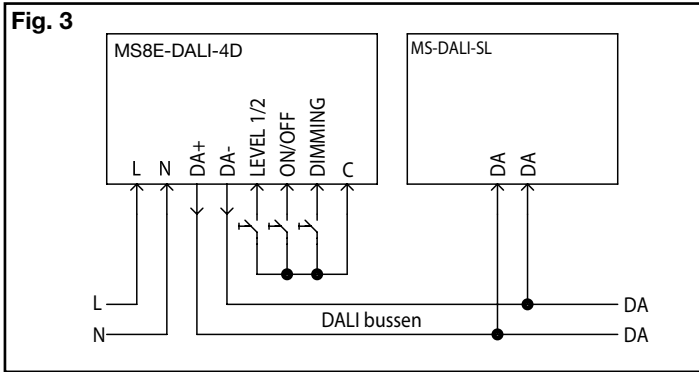 Fig. 3
MS8E-DALI-4D
MS-DALI-SL
L N DA+ DA- LEVEL 1/2 ON/OFF DIMMING C
DA DA
L
DA
DALI bussen
N
DA